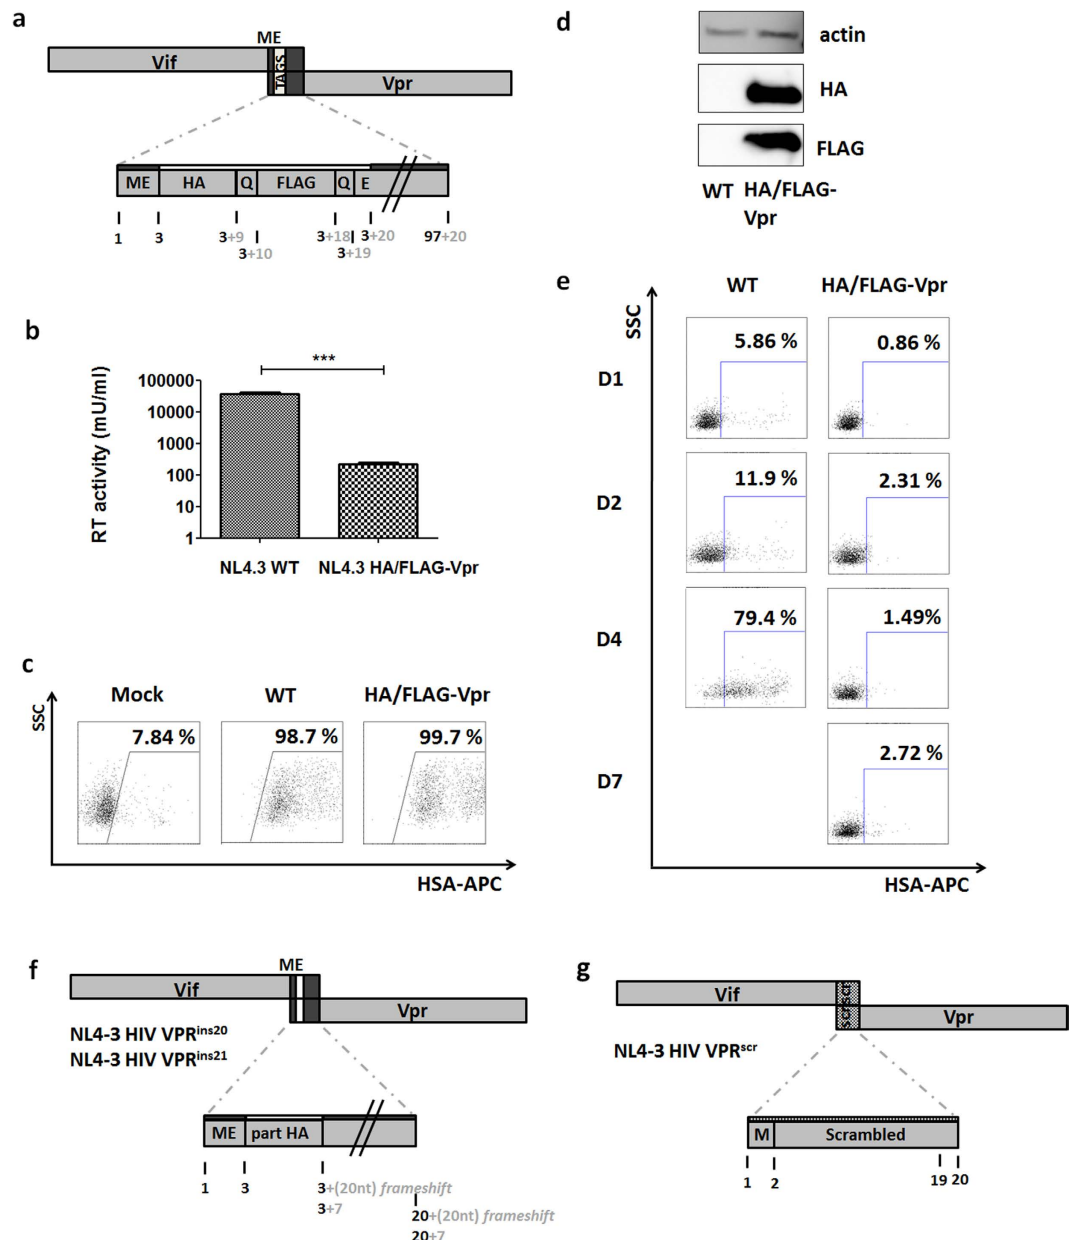 a
ME
Vif
TAGS
Vpr
ME HA Q FLAG Q E
1 3 3+9 3+18 3+20 97+20
3+10 3+19
b
***
RT activity (mU/ml)
100000
10000
1000
100
10
1
NL4.3 WT NL4.3 HA/FLAG-Vpr
c
SSC
Mock WT HA/FLAG-Vpr
7.84 % 98.7 % 99.7 %
HSA-APC
d
actin
HA
FLAG
WT HA/FLAG-
Vpr
e
SSC
WT HA/FLAG-Vpr
D1 5.86 % 0.86 %
D2 11.9 % 2.31 %
D4 79.4 % 1.49%
D7 2.72 %
HSA-APC
f
ME
Vif
Vpr
NL4-3 HIV VPRins20
NL4-3 HIV VPRins21
ME part HA
1 3 3+(20nt) frameshift
3+7
20+(20nt) frameshift
20+7
g
Vif
scrscr
Vpr
NL4-3 HIV VPRscr
M Scrambled
1 2 19 20